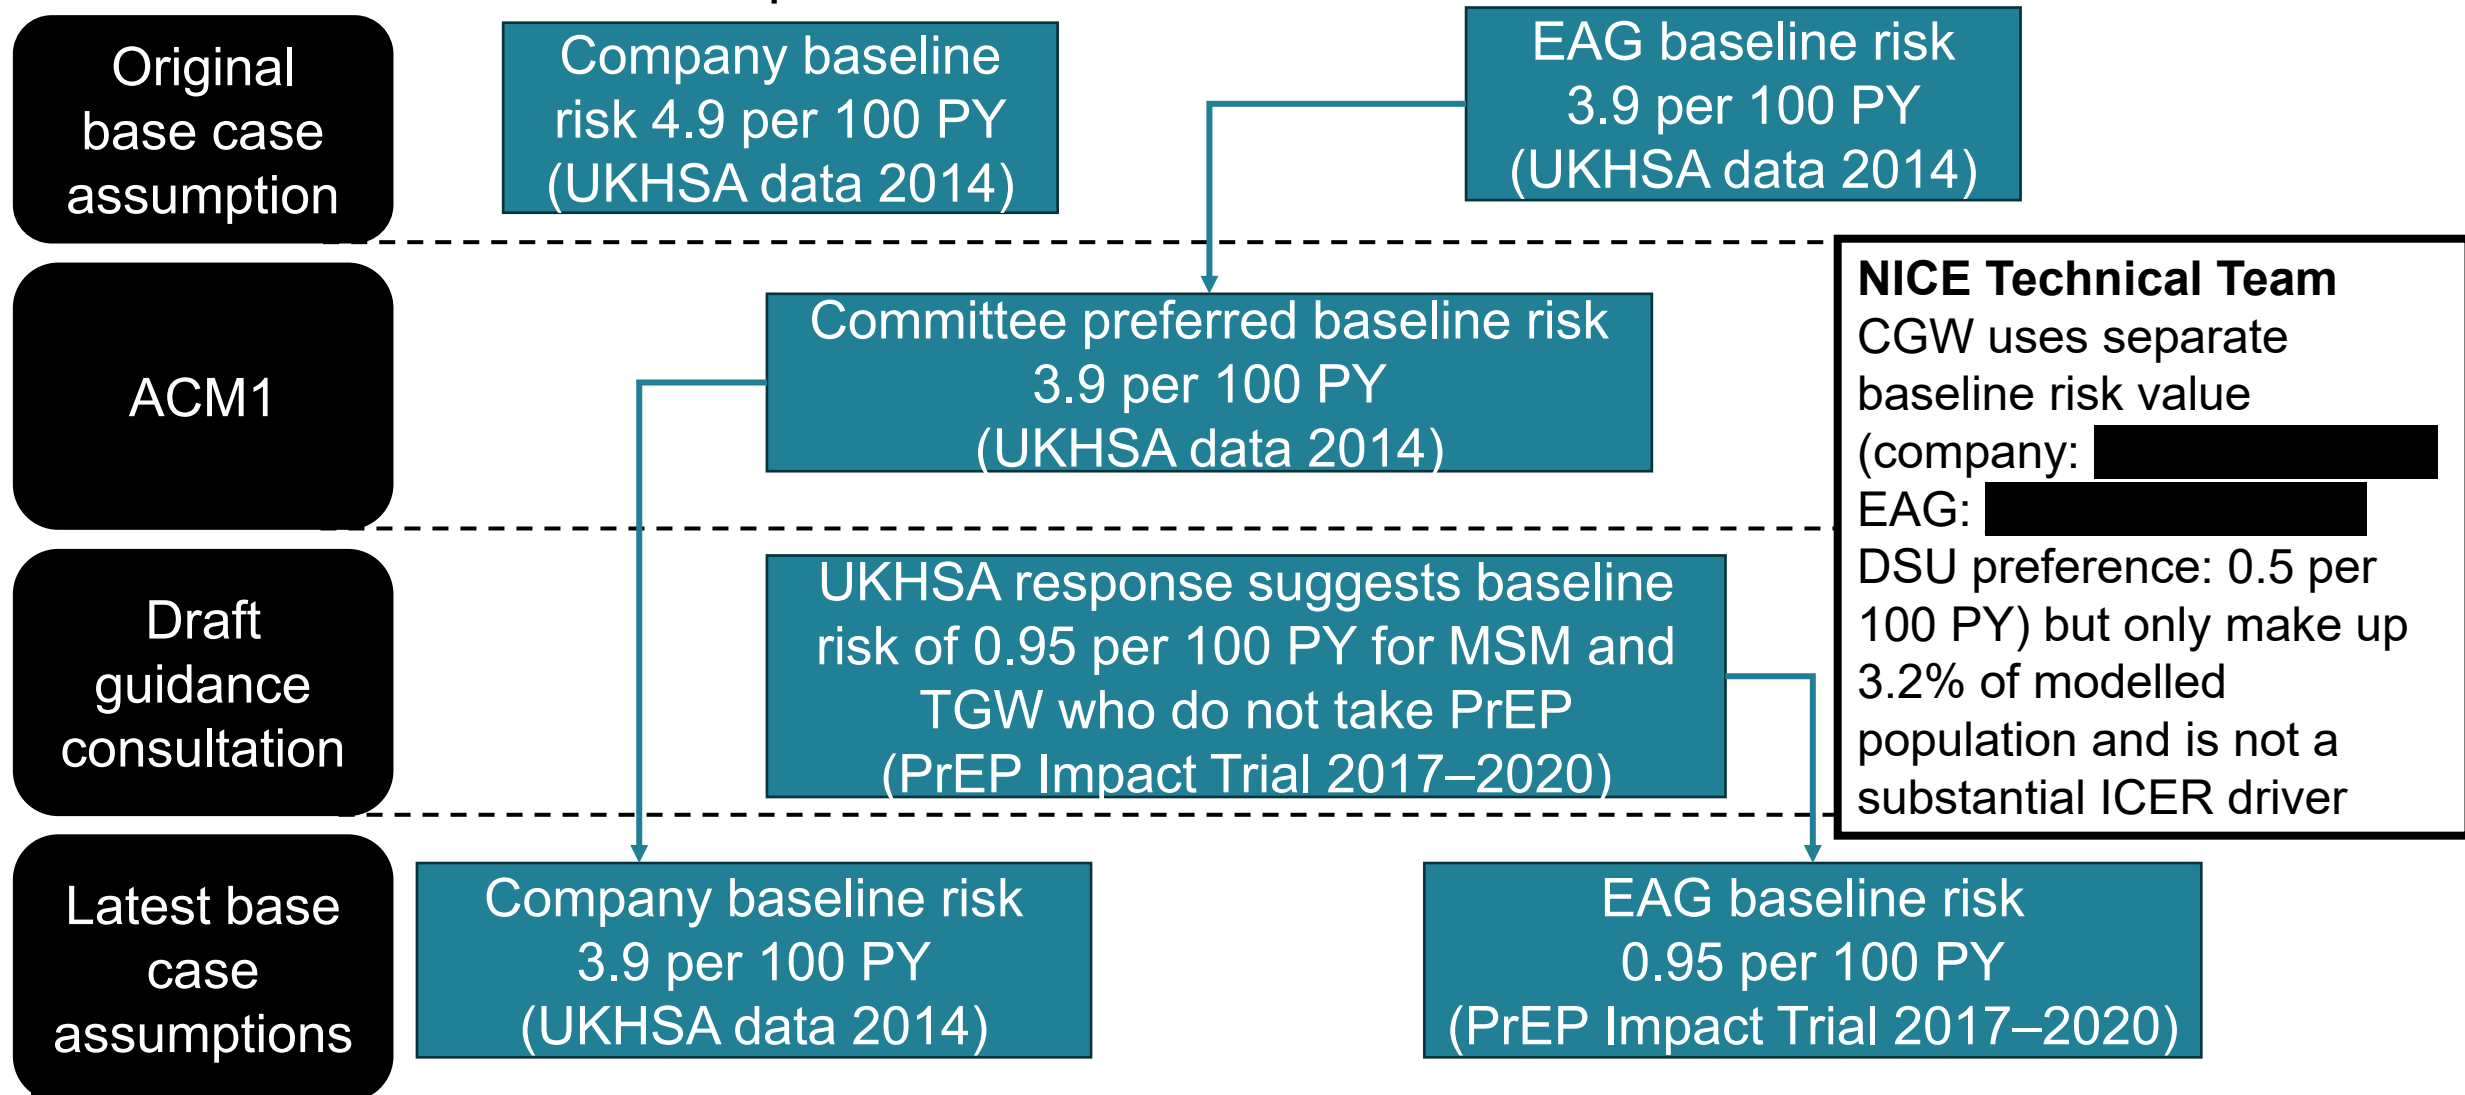 Original
base case
assumption
Company baseline
risk 4.9 per 100 PY
(UKHSA data 2014)
EAG baseline risk
3.9 per 100 PY
(UKHSA data 2014)
ACM1
Committee preferred baseline risk
3.9 per 100 PY
(UKHSA data 2014)
NICE Technical Team
CGW uses separate
baseline risk value
(company:
EAG:
DSU preference: 0.5 per
100 PY) but only make up
3.2% of modelled
population and is not a
substantial ICER driver
Draft
guidance
consultation
UKHSA response suggests baseline
risk of 0.95 per 100 PY for MSM and
TGW who do not take PrEP
(PrEP Impact Trial 2017–2020)
Latest base
case
assumptions
Company baseline risk
3.9 per 100 PY
(UKHSA data 2014)
EAG baseline risk
0.95 per 100 PY
(PrEP Impact Trial 2017–2020)